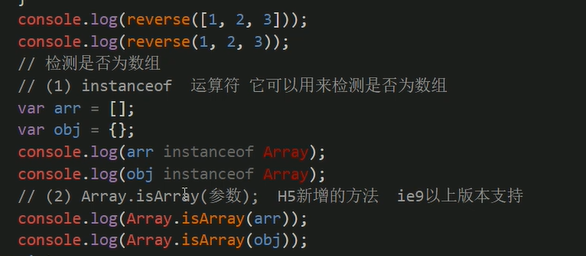 }
console.log(reverse([1, 2, 3]));
console.log(reverse(1, 2, 3));
// 检测是否为数组
// (1) instanceof  运算符 它可以用来检测是否为数组
var arr = [];
var obj = {};
console.log(arr instanceof Array);
console.log(obj instanceof Array);
// (2) Array.isArray(参数);  H5新增的方法  ie9以上版本支持
console.log(Array.isArray(arr));
console.log(Array.isArray(obj));